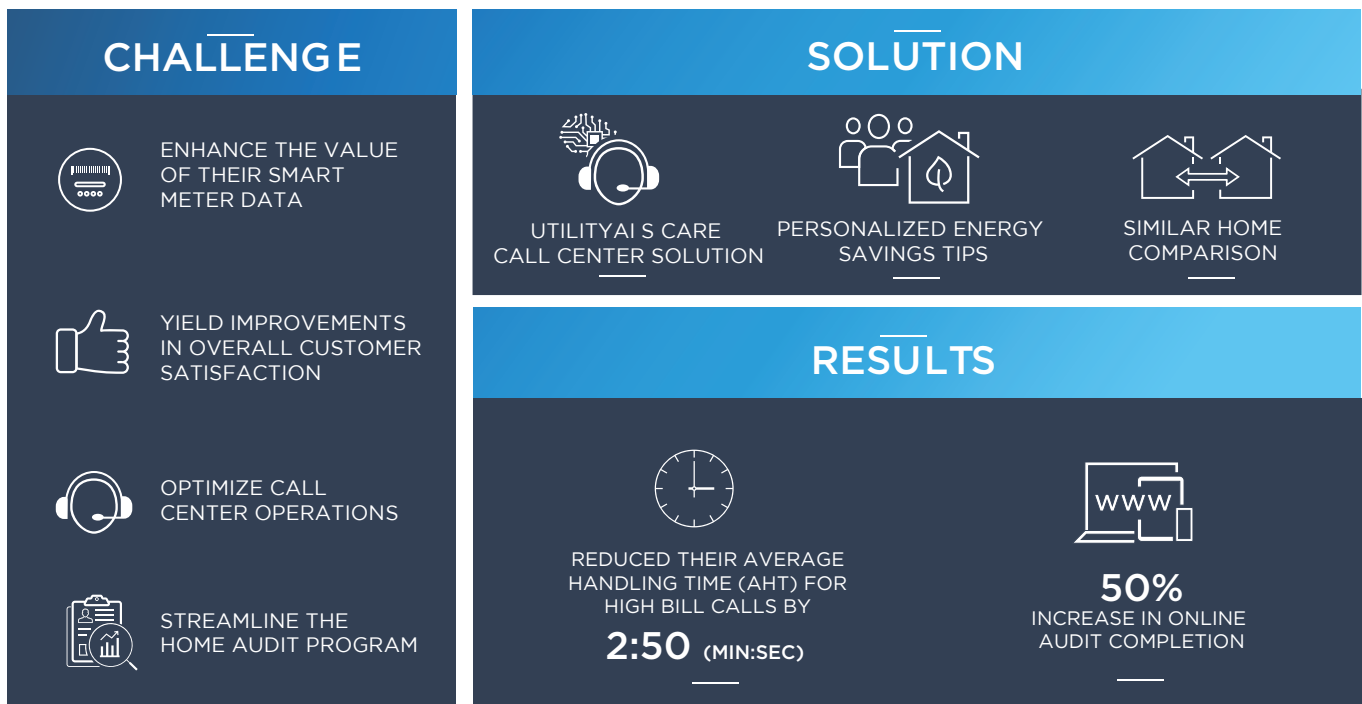 CHALLENGE
ENHANCE THE VALUE
OF THEIR SMART
METER DATA
YIELD IMPROVEMENTS
IN OVERALL CUSTOMER
SATISFACTION
OPTIMIZE CALL
CENTER OPERATIONS
STREAMLINE THE
HOME AUDIT PROGRAM
SOLUTION
UTILITYAI S CARE
CALL CENTER SOLUTION
PERSONALIZED ENERGY
SAVINGS TIPS
SIMILAR HOME
COMPARISON
RESULTS
REDUCED THEIR AVERAGE
HANDLING TIME (AHT) FOR
HIGH BILL CALLS BY
2:50 (MIN:SEC)
WWW
50%
INCREASE IN ONLINE
AUDIT COMPLETION